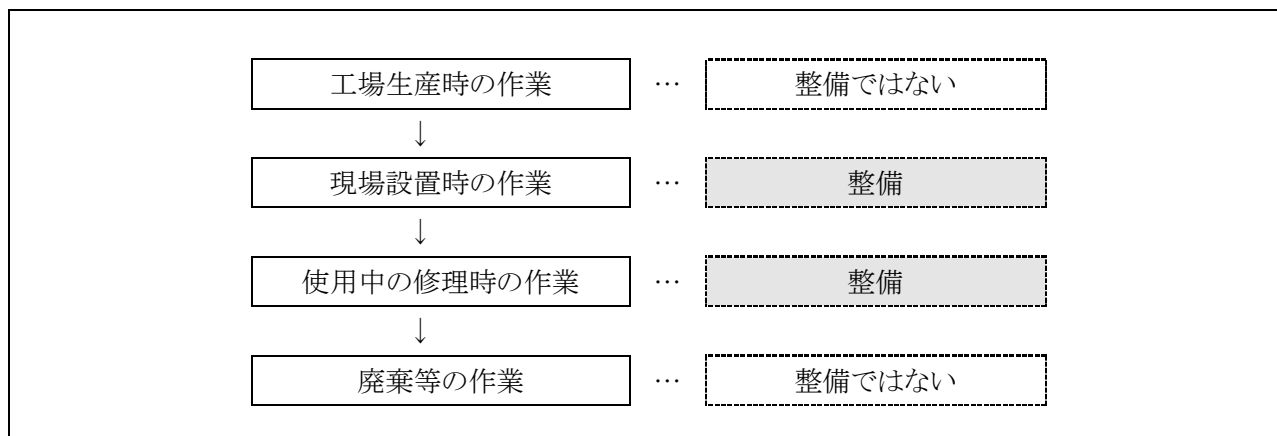 工場生産時の作業 … 整備ではない
↓
現場設置時の作業 … 整備
↓
使用中の修理時の作業 … 整備
↓
廃棄等の作業 … 整備ではない